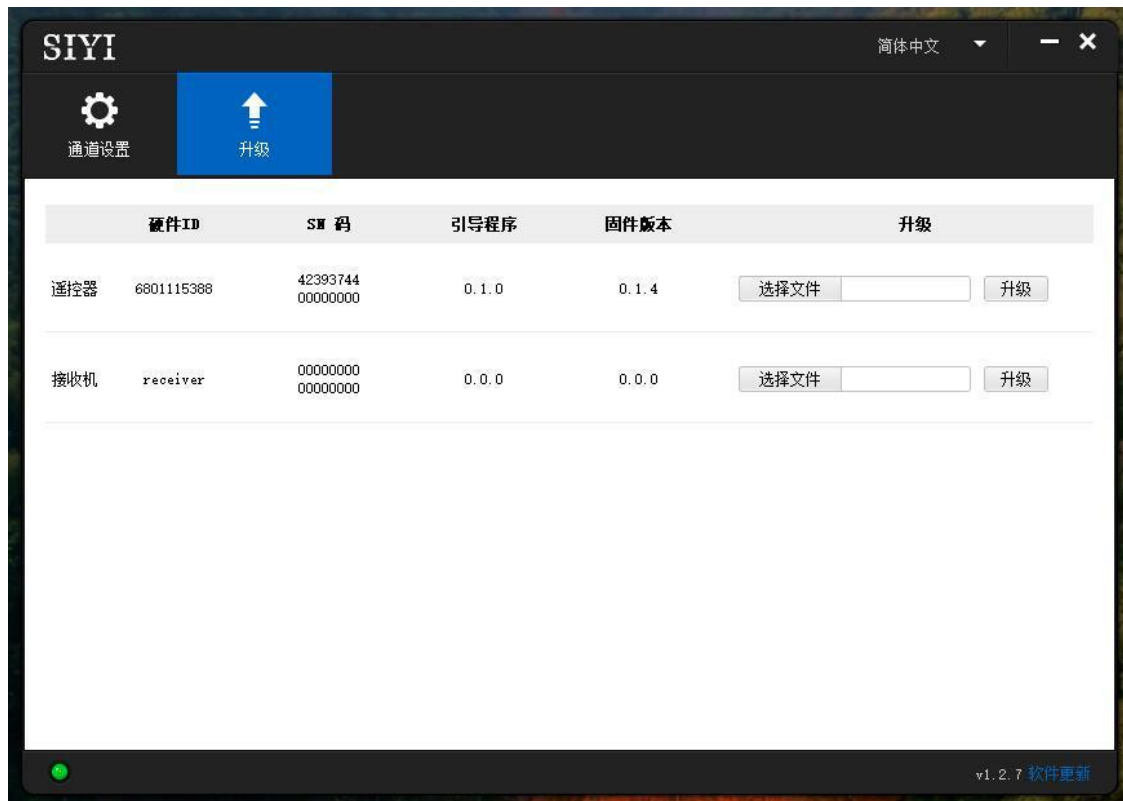 SIYI
简体中文
通道设置
升级
硬件ID SN 码 引导程序 固件版本 升级
遥控器 6801115388 42393744 0.1.0 0.1.4 选择文件 升级
00000000
接收机 receiver 00000000 0.0.0 0.0.0 选择文件 升级
00000000
v1.2.7 软件更新